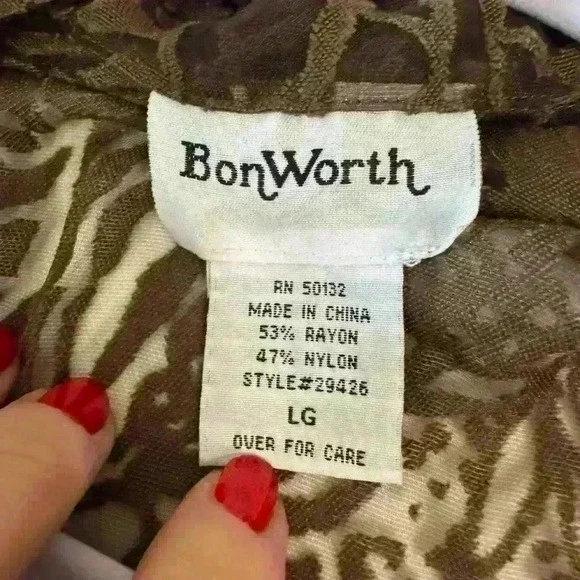 BonWorth
RN 50132
MADE IN CHINA
53% RAYON
47% NYLON
STYLE#29426
LG
OVER FOR CARE